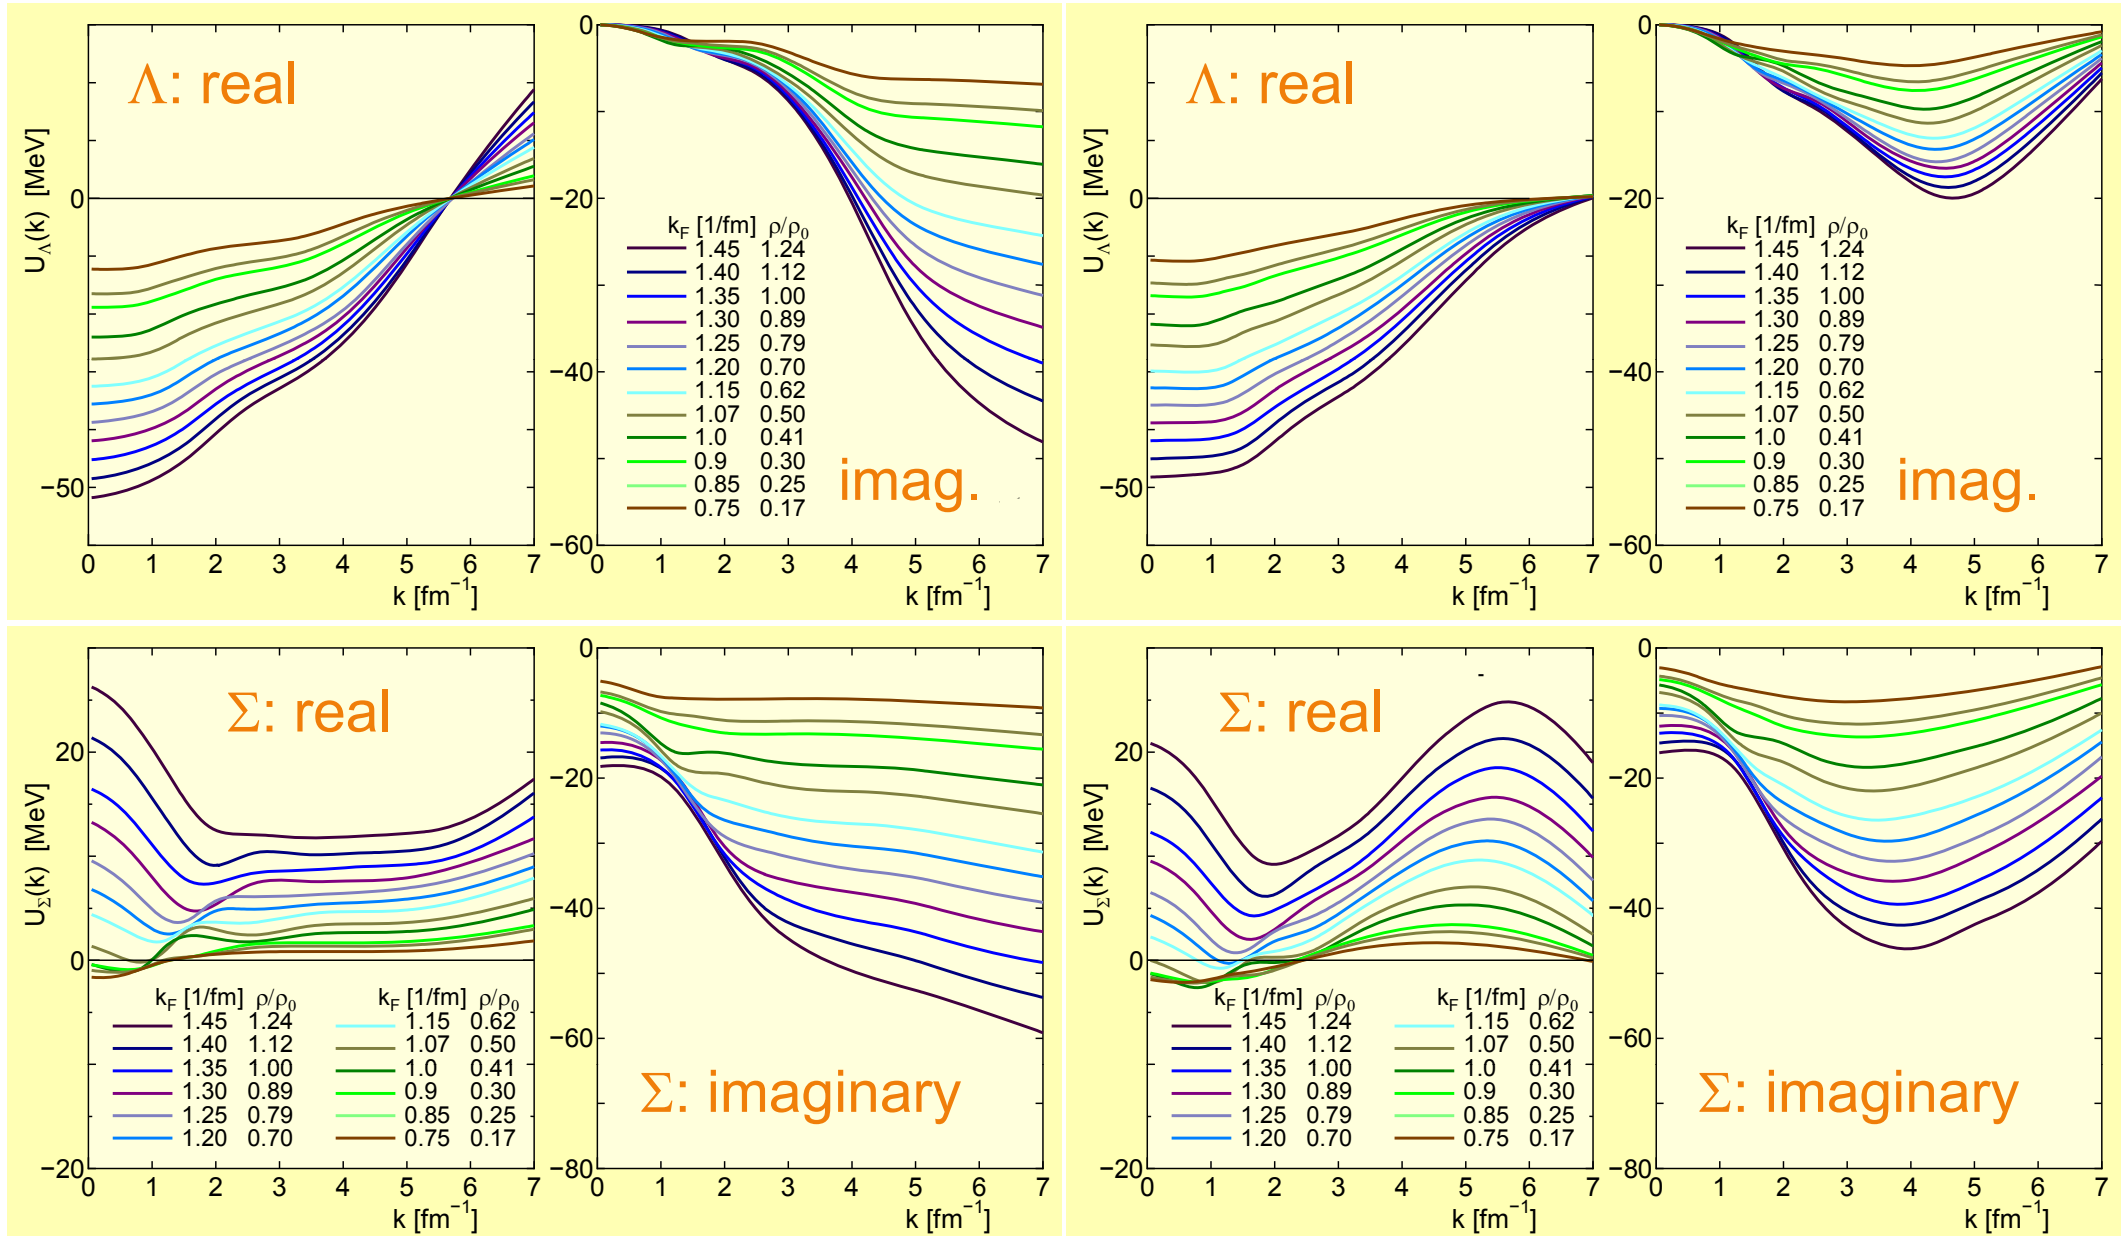 Λ: real
U_Λ(k) [MeV]
0
−50
0 1 2 3 4 5 6 7
k [fm⁻¹]
0
−20
−40
−60
k_F [1/fm] ρ/ρ₀
1.45 1.24
1.40 1.12
1.35 1.00
1.30 0.89
1.25 0.79
1.20 0.70
1.15 0.62
1.07 0.50
1.0 0.41
0.9 0.30
0.85 0.25
0.75 0.17
imag.
0 1 2 3 4 5 6 7
k [fm⁻¹]
Λ: real
U_Λ(k) [MeV]
0
−50
0 1 2 3 4 5 6 7
k [fm⁻¹]
0
−20
−40
−60
k_F [1/fm] ρ/ρ₀
1.45 1.24
1.40 1.12
1.35 1.00
1.30 0.89
1.25 0.79
1.20 0.70
1.15 0.62
1.07 0.50
1.0 0.41
0.9 0.30
0.85 0.25
0.75 0.17
imag.
0 1 2 3 4 5 6 7
k [fm⁻¹]
Σ: real
U_Σ(k) [MeV]
20
0
−20
k_F [1/fm] ρ/ρ₀ k_F [1/fm] ρ/ρ₀
1.45 1.24 1.15 0.62
1.40 1.12 1.07 0.50
1.35 1.00 1.0 0.41
1.30 0.89 0.9 0.30
1.25 0.79 0.85 0.25
1.20 0.70 0.75 0.17
0 1 2 3 4 5 6 7
k [fm⁻¹]
0
−20
−40
−60
−80
Σ: imaginary
0 1 2 3 4 5 6 7
k [fm⁻¹]
Σ: real
U_Σ(k) [MeV]
20
0
−20
k_F [1/fm] ρ/ρ₀ k_F [1/fm] ρ/ρ₀
1.45 1.24 1.15 0.62
1.40 1.12 1.07 0.50
1.35 1.00 1.0 0.41
1.30 0.89 0.9 0.30
1.25 0.79 0.85 0.25
1.20 0.70 0.75 0.17
0 1 2 3 4 5 6 7
k [fm⁻¹]
0
−20
−40
−60
−80
Σ: imaginary
0 1 2 3 4 5 6 7
k [fm⁻¹]